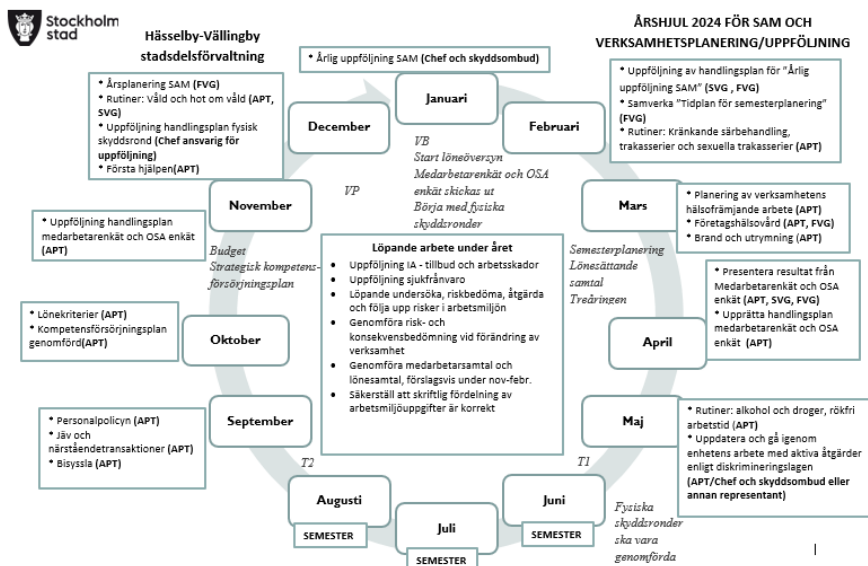 Stockholms
stad
Hässelby-Vällingby
stadsdelsförvaltning
ÅRSHJUL 2024 FÖR SAM OCH
VERKSAMHETSPLANERING/UPPFÖLJNING
* Årlig uppföljning SAM (Chef och skyddsombud)
Januari
VB
Start löneöversyn
Medarbetarenkät och OSA
enkät skickas ut
Börja med fysiska
skyddsronder
Februari
* Uppföljning av handlingsplan för ”Årlig
uppföljning SAM” (SVG , FVG)
* Samverka ”Tidplan för semesterplanering”
(FVG)
* Rutiner: Kränkande särbehandling,
trakasserier och sexuella trakasserier (APT)
Mars
* Planering av verksamhetens
hälsofrämjande arbete (APT)
* Företagshälsovård (APT, FVG)
* Brand och utrymning (APT)
Semesterplanering
Lönesättande
samtal
Treåringen
April
* Presentera resultat från
Medarbetarenkät och OSA
enkät (APT, SVG, FVG)
* Upprätta handlingsplan
medarbetarenkät och OSA
enkät (APT)
Maj
* Rutiner: alkohol och droger, rökfri
arbetstid (APT)
* Uppdatera och gå igenom
enhetens arbete med aktiva åtgärder
enligt diskrimineringslagen
(APT/Chef och skyddsombud eller
annan representant)
T1
Juni
SEMESTER
Fysiska
skyddsronder
ska vara
genomförda
Juli
SEMESTER
Augusti
SEMESTER
T2
September
* Personalpolicyn (APT)
* Jäv och
närståendetransaktioner (APT)
* Bisyssla (APT)
Oktober
* Lönekriterier (APT)
* Kompetensförsörjningsplan
genomförd(APT)
November
* Uppföljning handlingsplan
medarbetarenkät och OSA enkät
(APT)
Budget
Strategisk kompetens-
försörjningsplan
December
* Årsplanering SAM (FVG)
* Rutiner: Våld och hot om våld (APT,
SVG)
* Uppföljning handlingsplan fysisk
skyddsrond (Chef ansvarig för
uppföljning)
* Första hjälpen(APT)
VP
Löpande arbete under året
• Uppföljning IA - tillbud och arbetsskador
• Uppföljning sjukfrånvaro
• Löpande undersöka, riskbedöma, åtgärda
och följa upp risker i arbetsmiljön
• Genomföra risk- och
konsekvensbedömning vid förändring av
verksamhet
• Genomföra medarbetarsamtal och
lönesamtal, förslagsvis under nov-febr.
• Säkerställ att skriftlig fördelning av
arbetsmiljöuppgifter är korrekt